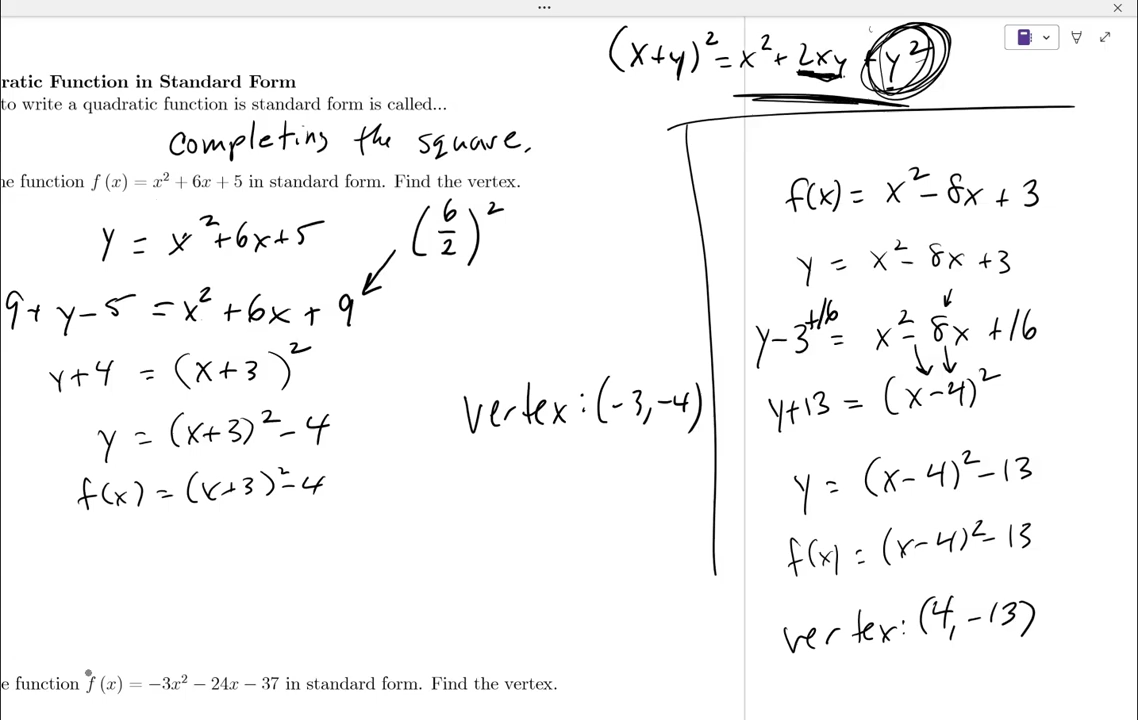 (x+y)² = x² + 2xy + y²
ratic Function in Standard Form
to write a quadratic function is standard form is called...
completing the square.
ne function f (x) = x² + 6x + 5 in standard form. Find the vertex.
y = x² + 6x + 5
(6/2)²
9 + y - 5 = x² + 6x + 9
y + 4 = (x + 3)²
y = (x + 3)² - 4
f(x) = (x + 3)² - 4
vertex: (-3, -4)
f(x) = x² - 8x + 3
y = x² - 8x + 3
y - 3 + 16 = x² - 8x + 16
y + 13 = (x - 4)²
y = (x - 4)² - 13
f(x) = (x - 4)² - 13
vertex: (4, -13)
e function f (x) = −3x² − 24x − 37 in standard form. Find the vertex.